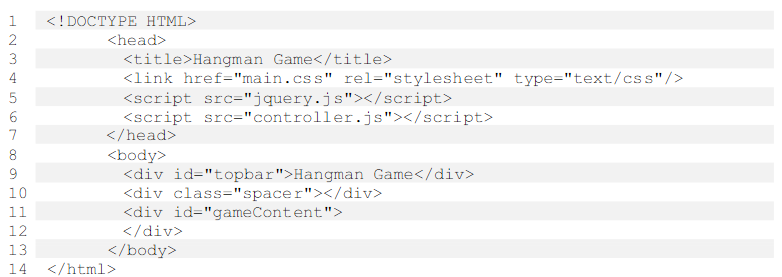 1 <!DOCTYPE HTML>
2 <head>
3 <title>Hangman Game</title>
4 <link href="main.css" rel="stylesheet" type="text/css"/>
5 <script src="jquery.js"></script>
6 <script src="controller.js"></script>
7 </head>
8 <body>
9 <div id="topbar">Hangman Game</div>
10 <div class="spacer"></div>
11 <div id="gameContent">
12 </div>
13 </body>
14 </html>